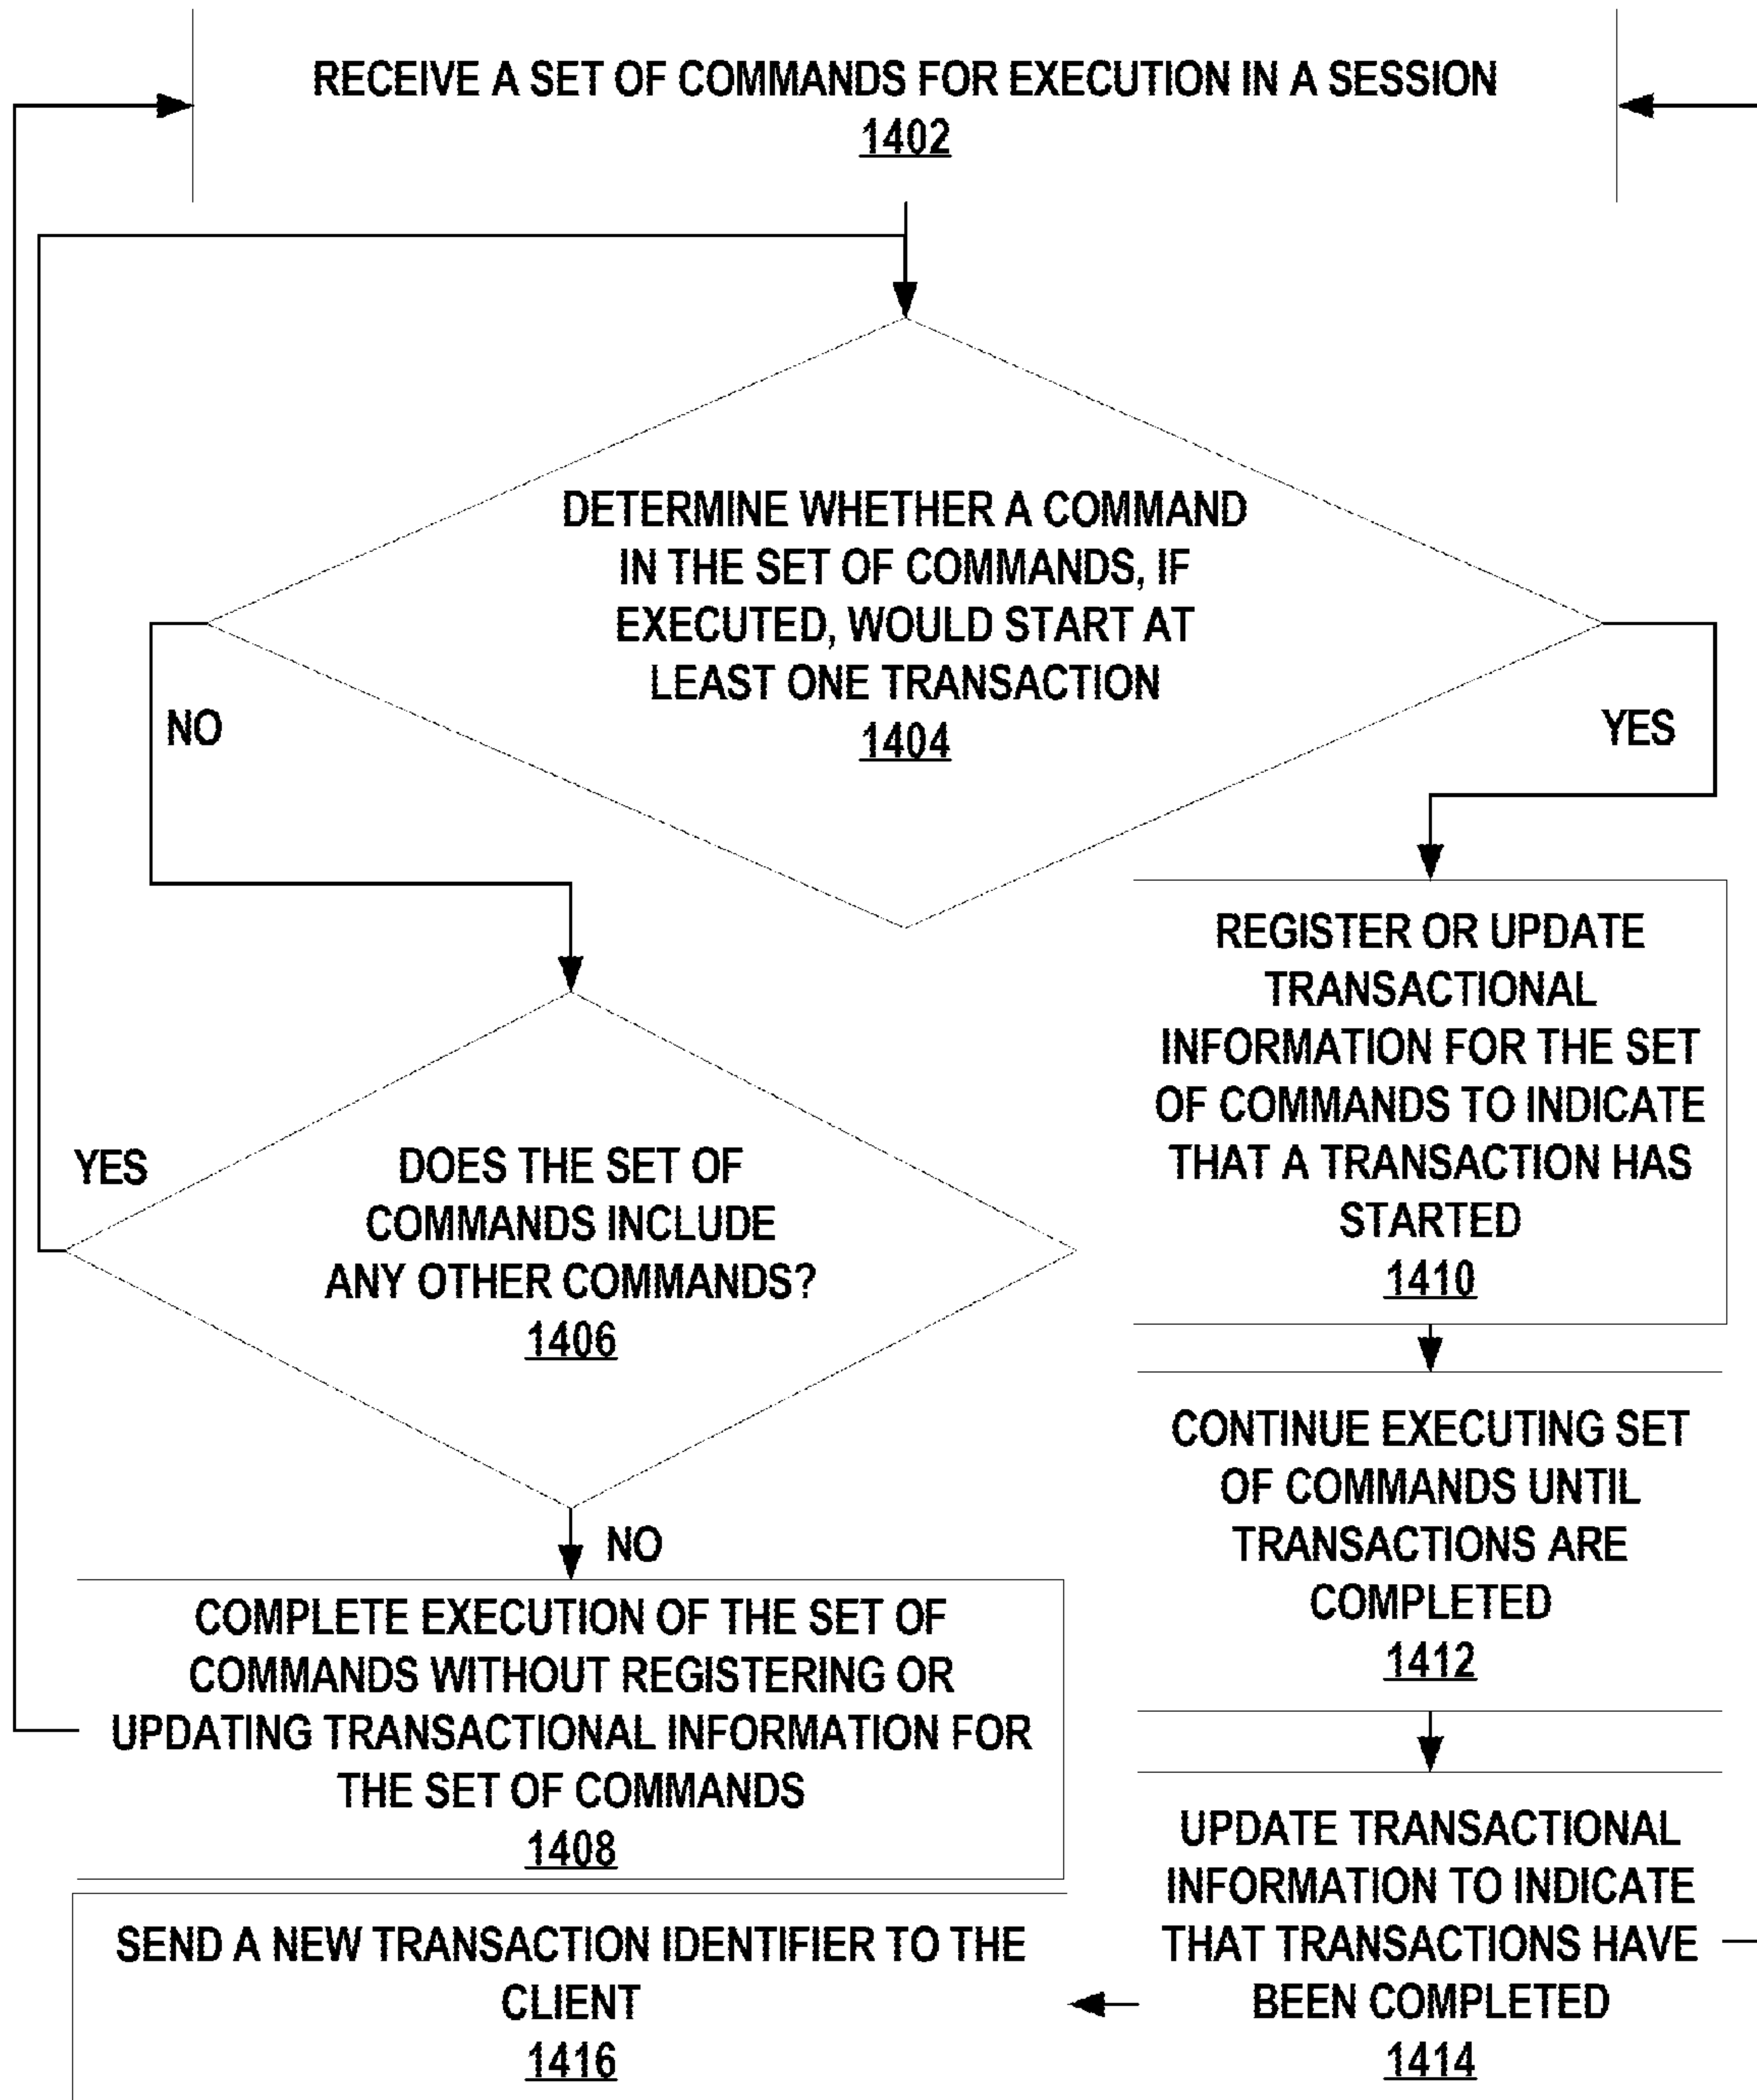 RECEIVE A SET OF COMMANDS FOR EXECUTION IN A SESSION
1402
DETERMINE WHETHER A COMMAND
IN THE SET OF COMMANDS, IF
EXECUTED, WOULD START AT
LEAST ONE TRANSACTION
1404
NO
YES
REGISTER OR UPDATE
TRANSACTIONAL
INFORMATION FOR THE SET
OF COMMANDS TO INDICATE
THAT A TRANSACTION HAS
STARTED
1410
YES
DOES THE SET OF
COMMANDS INCLUDE
ANY OTHER COMMANDS?
1406
NO
CONTINUE EXECUTING SET
OF COMMANDS UNTIL
TRANSACTIONS ARE
COMPLETED
1412
COMPLETE EXECUTION OF THE SET OF
COMMANDS WITHOUT REGISTERING OR
UPDATING TRANSACTIONAL INFORMATION FOR
THE SET OF COMMANDS
1408
UPDATE TRANSACTIONAL
INFORMATION TO INDICATE
THAT TRANSACTIONS HAVE
BEEN COMPLETED
1414
SEND A NEW TRANSACTION IDENTIFIER TO THE
CLIENT
1416